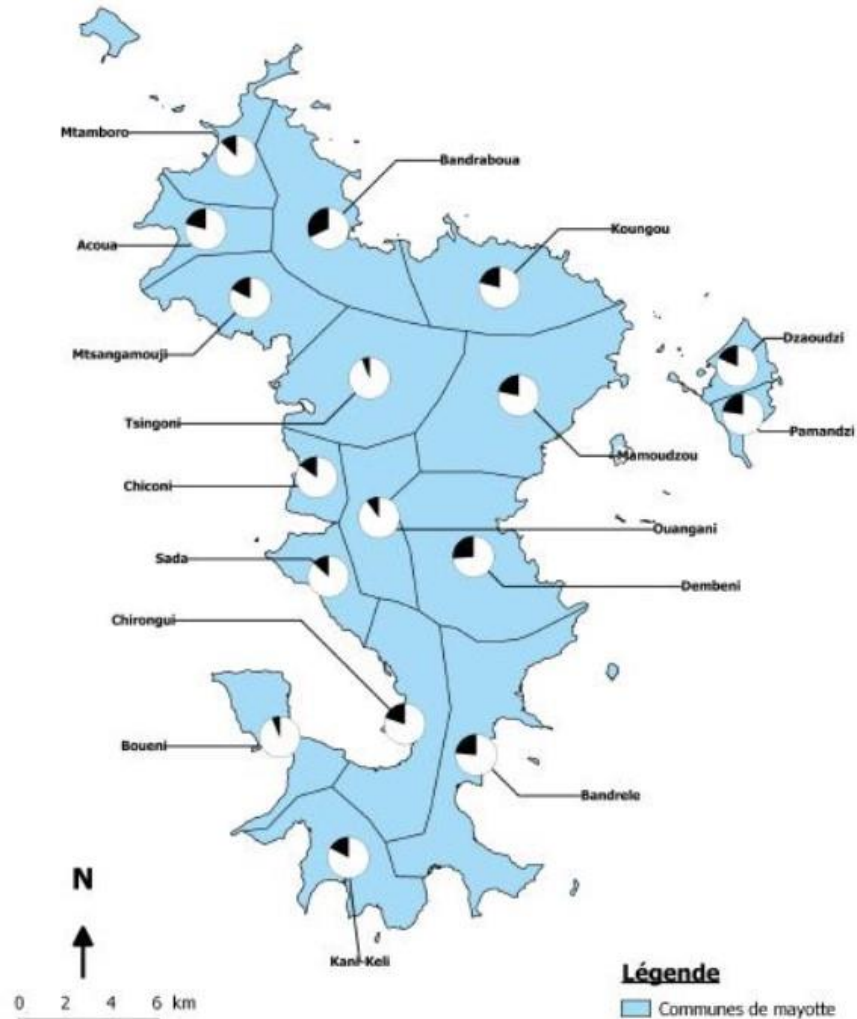 Mtamboro
Bandraboua
Koungou
Acoua
Dzaoudzi
Mtsangamouji
Tsingoni
Pamandzi
Mamoudzou
Chiconi
Ouangani
Sada
Dembeni
Chirongui
Boueni
Bandrele
N
Kani-Keli
Légende
0 2 4 6 km
Communes de mayotte